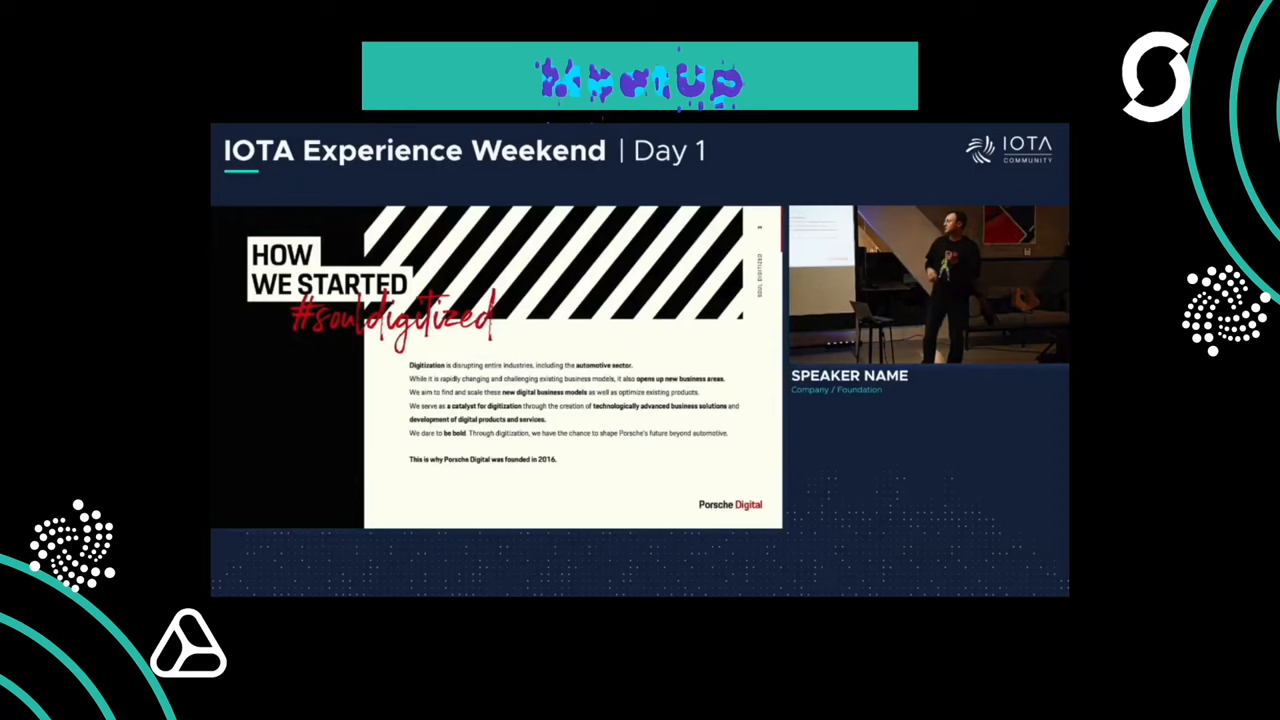 MeetUp
IOTA Experience Weekend | Day 1
IOTA
COMMUNITY
HOW
WE STARTED
#souldigitized
3
SOUL DIGITIZED
Digitization is disrupting entire industries, including the automotive sector.
While it is rapidly changing and challenging existing business models, it also opens up new business areas.
We aim to find and scale these new digital business models as well as optimize existing products.
We serve as a catalyst for digitization through the creation of technologically advanced business solutions and
development of digital products and services.
We dare to be bold. Through digitization, we have the chance to shape Porsche's future beyond automotive.
This is why Porsche Digital was founded in 2016.
Porsche Digital
SPEAKER NAME
Company / Foundation